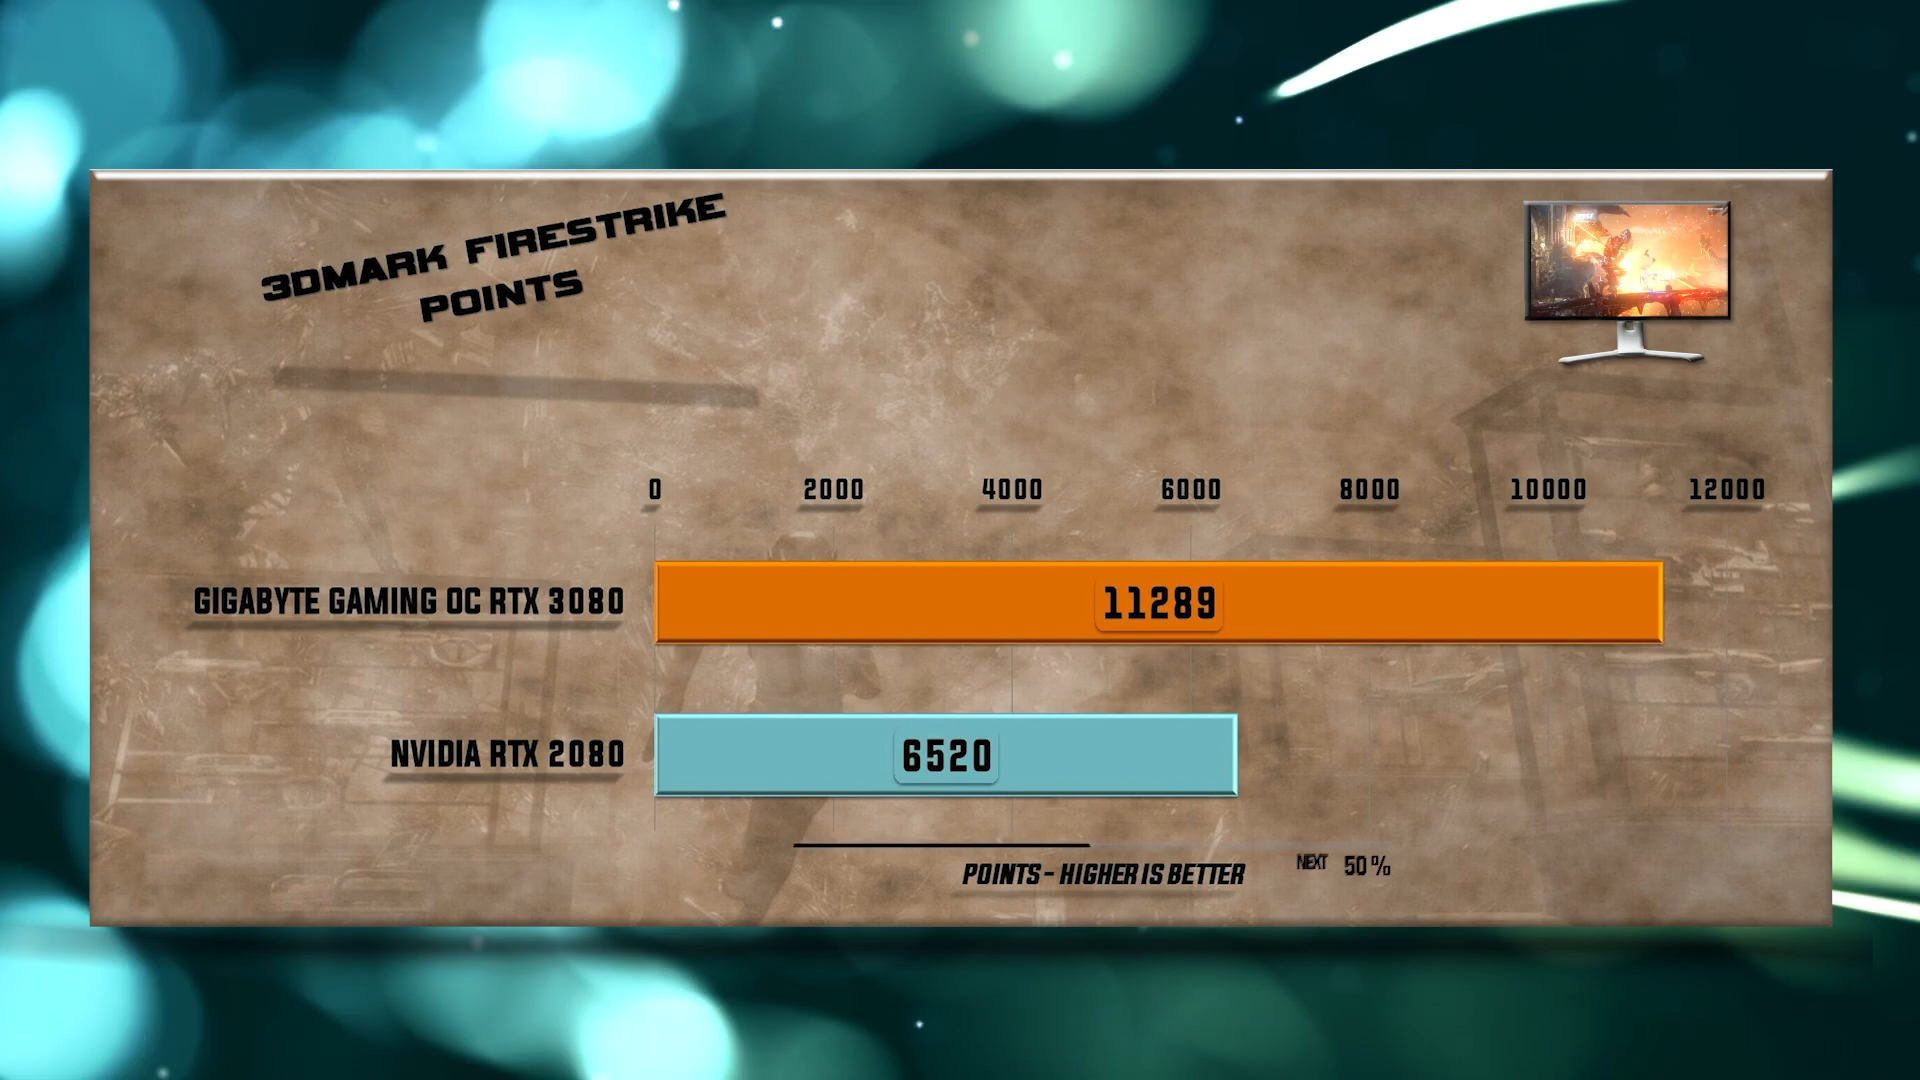 3DMARK FIRESTRIKE
POINTS
0 2000 4000 6000 8000 10000 12000
GIGABYTE GAMING OC RTX 3080 11289
NVIDIA RTX 2080 6520
POINTS - HIGHER IS BETTER
NEXT 50 %